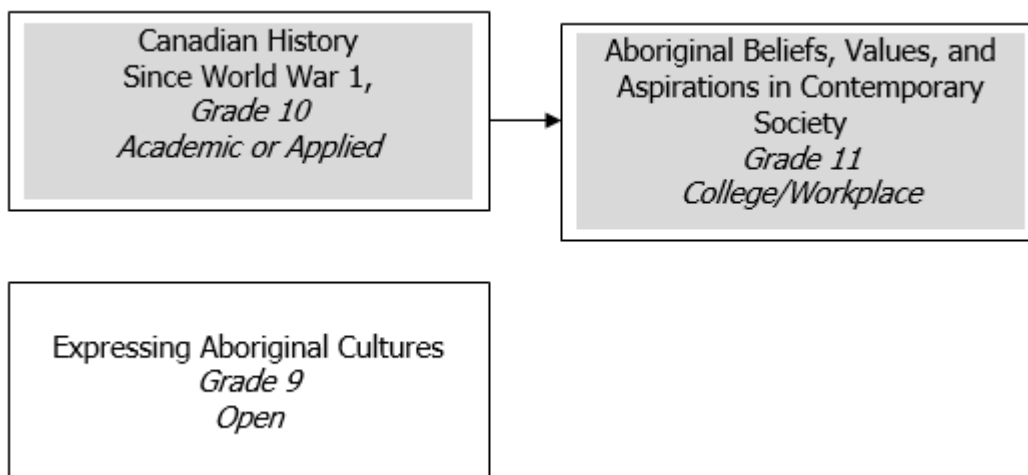 Canadian History
Since World War 1,
Grade 10
Academic or Applied
Aboriginal Beliefs, Values, and
Aspirations in Contemporary
Society
Grade 11
College/Workplace
Expressing Aboriginal Cultures
Grade 9
Open